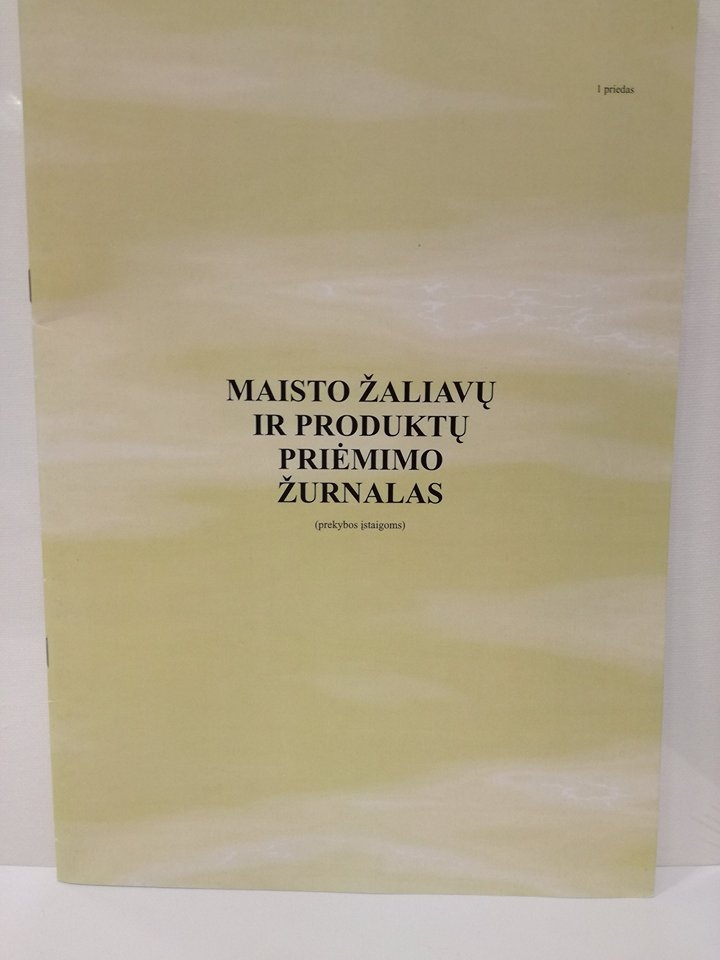 1 priedas
MAISTO ŽALIAVŲ
IR PRODUKTŲ
PRIĖMIMO
ŽURNALAS
(prekybos įstaigoms)